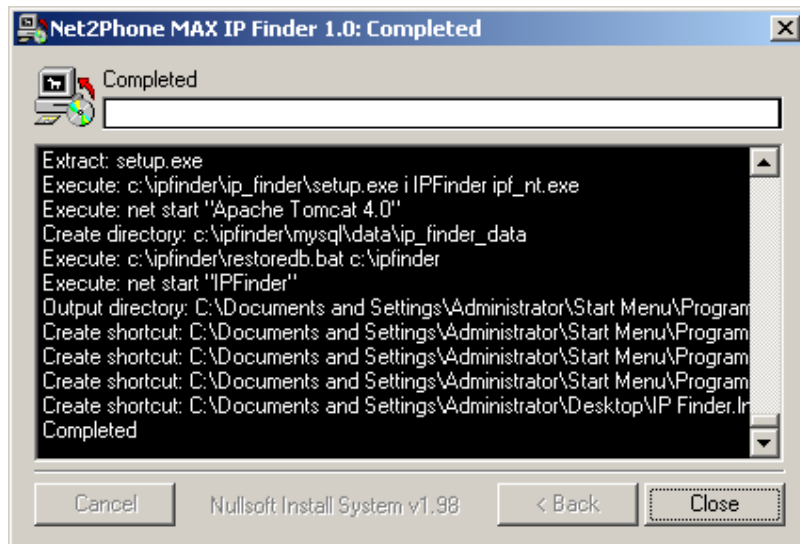 Net2Phone MAX IP Finder 1.0: Completed
Completed
Extract: setup.exe
Execute: c:\ipfinder\ip_finder\setup.exe i IPFinder ipf_nt.exe
Execute: net start "Apache Tomcat 4.0"
Create directory: c:\ipfinder\mysql\data\ip_finder_data
Execute: c:\ipfinder\restoredb.bat c:\ipfinder
Execute: net start "IPFinder"
Output directory: C:\Documents and Settings\Administrator\Start Menu\Program
Create shortcut: C:\Documents and Settings\Administrator\Start Menu\Program
Create shortcut: C:\Documents and Settings\Administrator\Start Menu\Program
Create shortcut: C:\Documents and Settings\Administrator\Start Menu\Program
Create shortcut: C:\Documents and Settings\Administrator\Desktop\IP Finder.ln
Completed
Cancel Nullsoft Install System v1.98 < Back Close